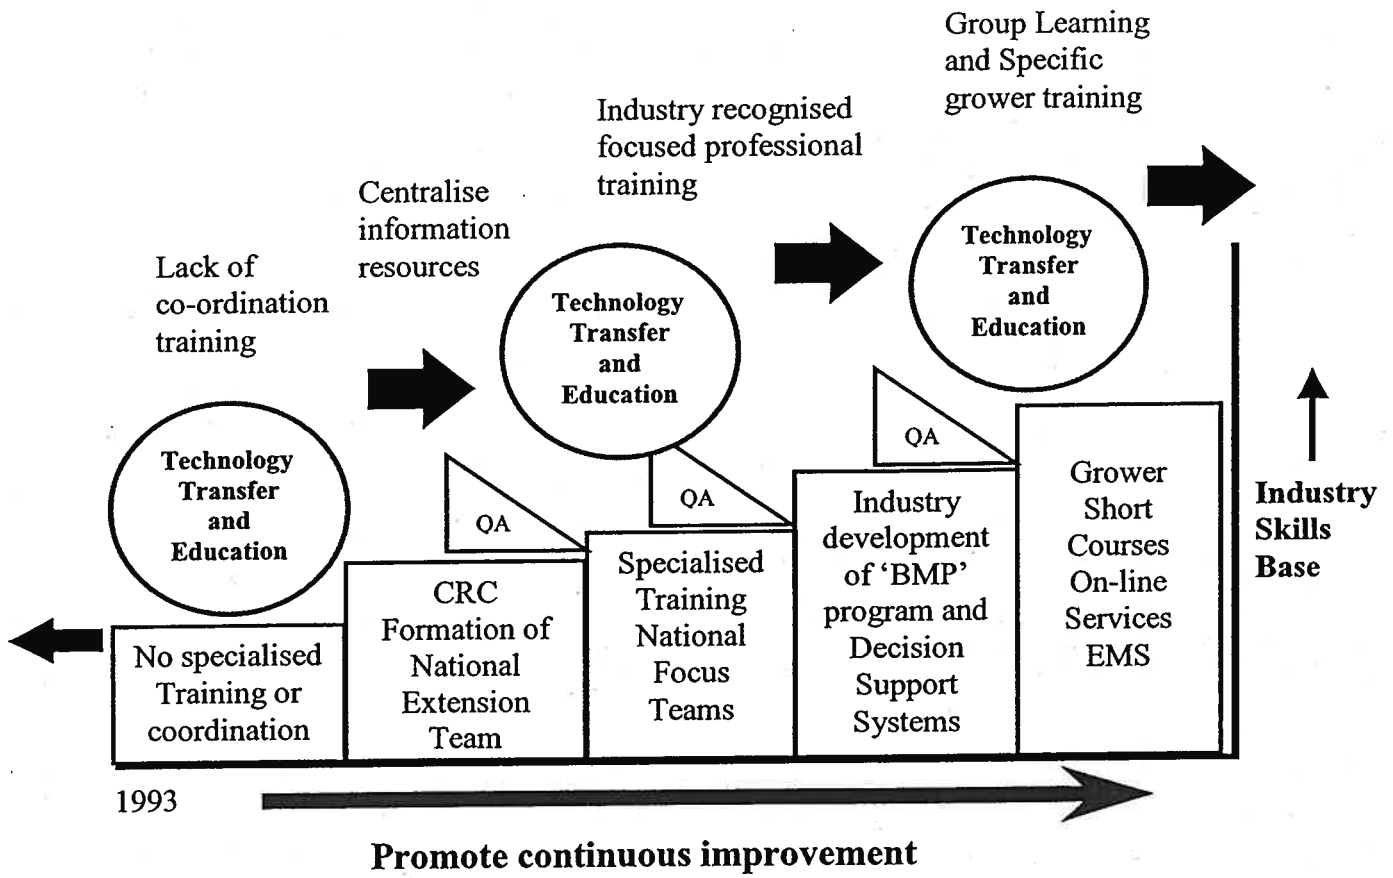 Group Learning
and Specific
grower training
Industry recognised
focused professional
training
Centralise
information
resources
Lack of
co-ordination
training
Technology
Transfer
and
Education
Technology
Transfer
and
Education
Technology
Transfer
and
Education
QA
QA
QA
No specialised
Training or
coordination
CRC
Formation of
National
Extension
Team
Specialised
Training
National
Focus
Teams
Industry
development
of ‘BMP’
program and
Decision
Support
Systems
Grower
Short
Courses
On-line
Services
EMS
Industry
Skills
Base
1993
Promote continuous improvement